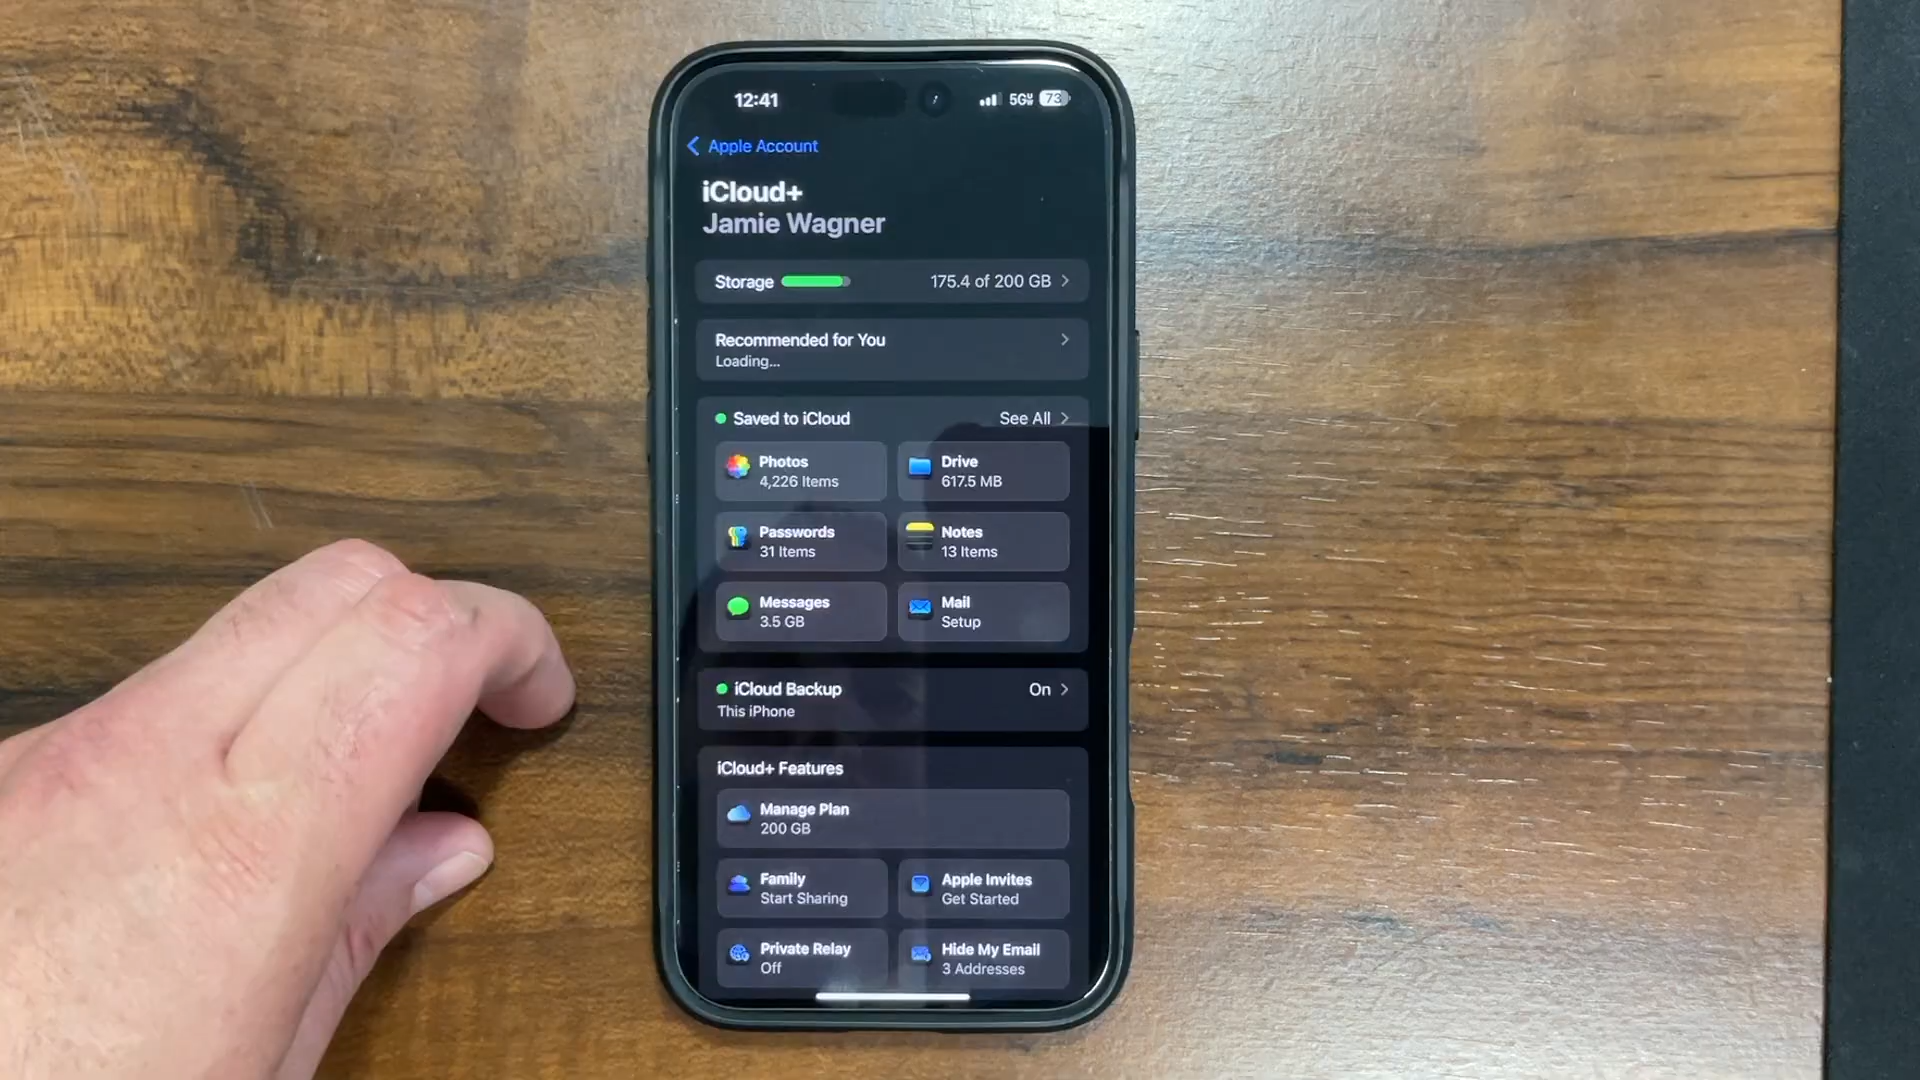 12:41
5G
73
Apple Account
iCloud+
Jamie Wagner
Storage 175.4 of 200 GB
Recommended for You
Loading...
Saved to iCloud See All
Photos
4,226 Items
Drive
617.5 MB
Passwords
31 Items
Notes
13 Items
Messages
3.5 GB
Mail
Setup
iCloud Backup On
This iPhone
iCloud+ Features
Manage Plan
200 GB
Family
Start Sharing
Apple Invites
Get Started
Private Relay
Off
Hide My Email
3 Addresses